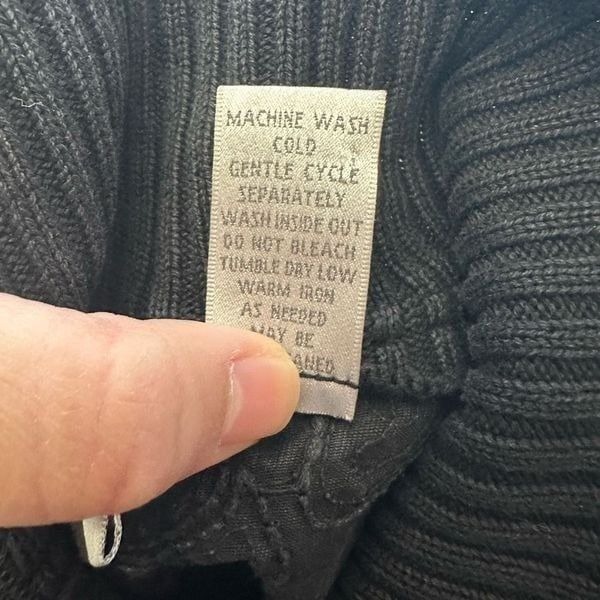 MACHINE WASH
COLD
GENTLE CYCLE
SEPARATELY
WASH INSIDE OUT
DO NOT BLEACH
TUMBLE DRY LOW
WARM IRON
AS NEEDED
MAY BE
ANED